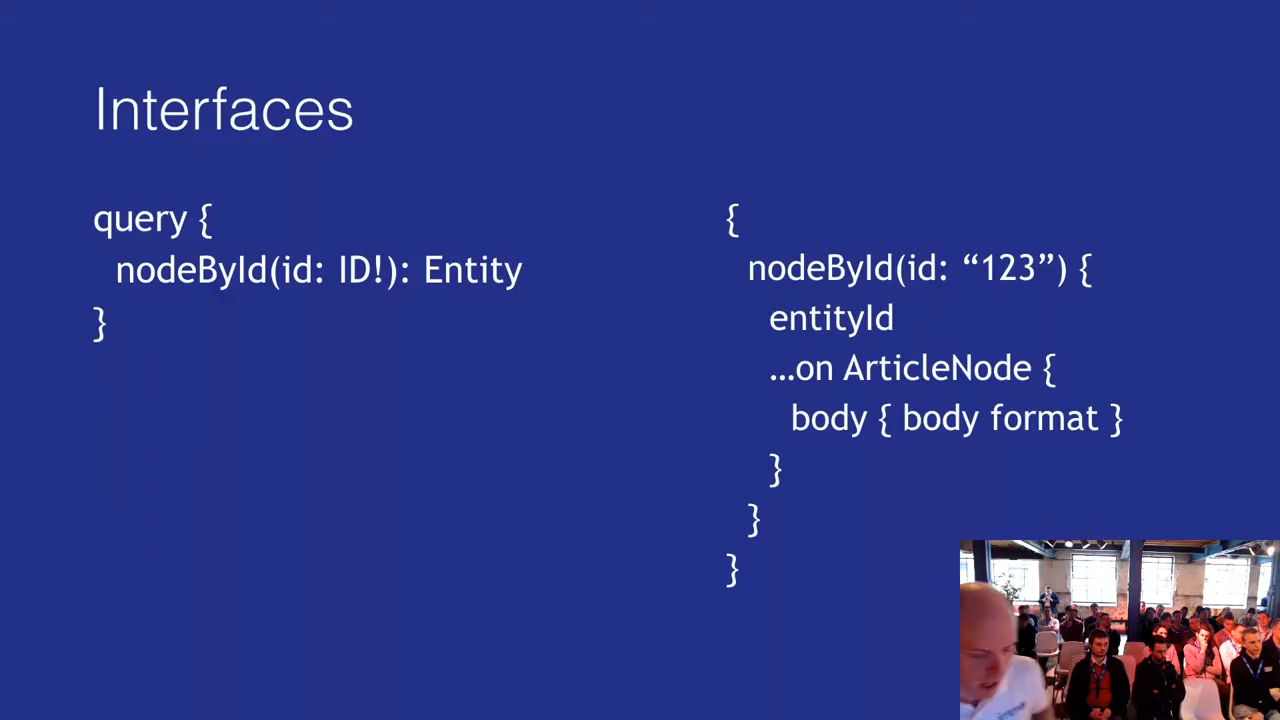 Interfaces
query {
nodeById(id: ID!): Entity
}
{
nodeById(id: “123”) {
entityId
…on ArticleNode {
body { body format }
}
}
}